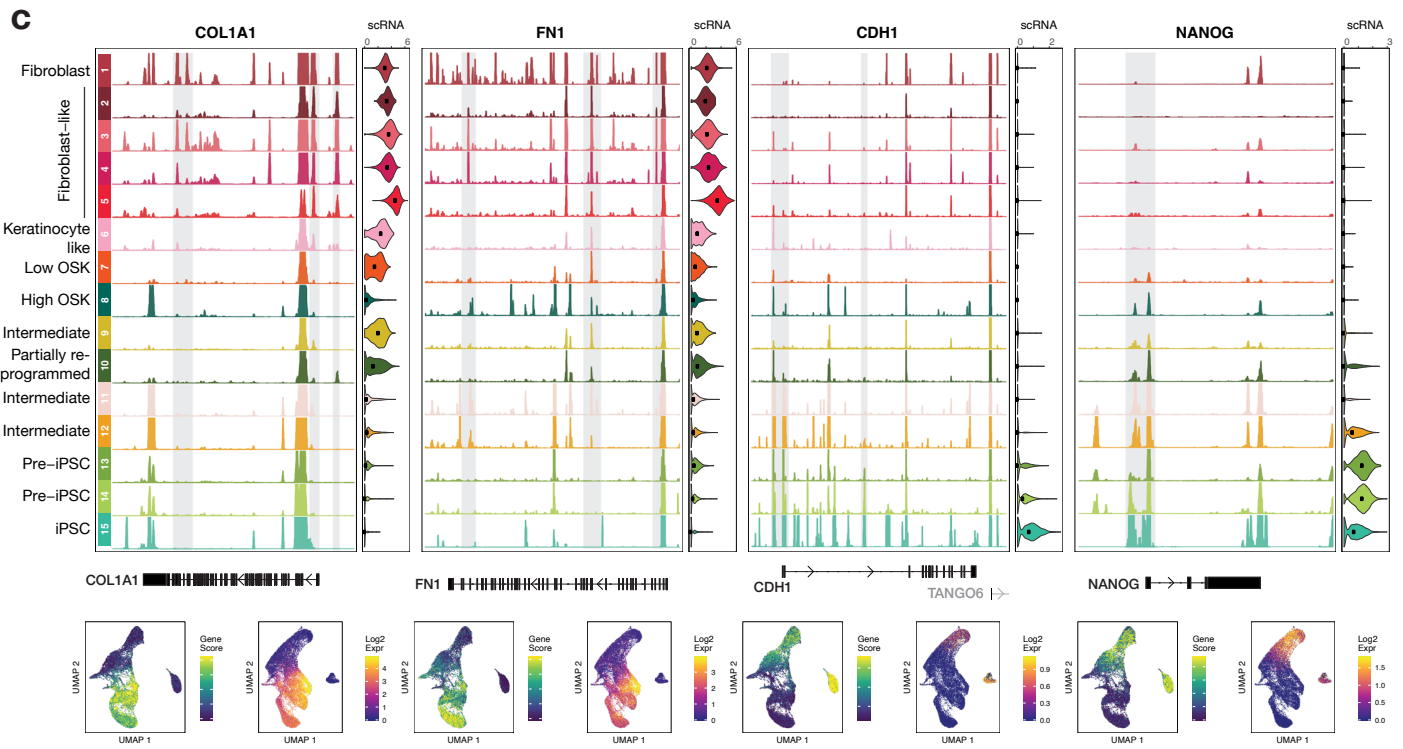 C
COL1A1
scRNA
0 6
FN1
scRNA
0 6
CDH1
scRNA
0 2
NANOG
scRNA
0 3
Fibroblast
1
Fibroblast–like
2
3
4
5
Keratinocyte
like
6
Low OSK
7
High OSK
8
Intermediate
9
Partially re-
programmed
10
Intermediate
11
Intermediate
12
Pre–iPSC
13
Pre–iPSC
14
iPSC
15
COL1A1
FN1
CDH1
TANGO6
NANOG
UMAP 2
UMAP 1
Gene
Score
UMAP 1
Log2
Expr
4
3
2
1
0
UMAP 2
UMAP 1
Gene
Score
UMAP 1
Log2
Expr
3
2
1
0
UMAP 2
UMAP 1
Gene
Score
UMAP 2
UMAP 1
Log2
Expr
0.9
0.6
0.3
0.0
UMAP 2
UMAP 1
Gene
Score
UMAP 2
UMAP 1
Log2
Expr
1.5
1.0
0.5
0.0